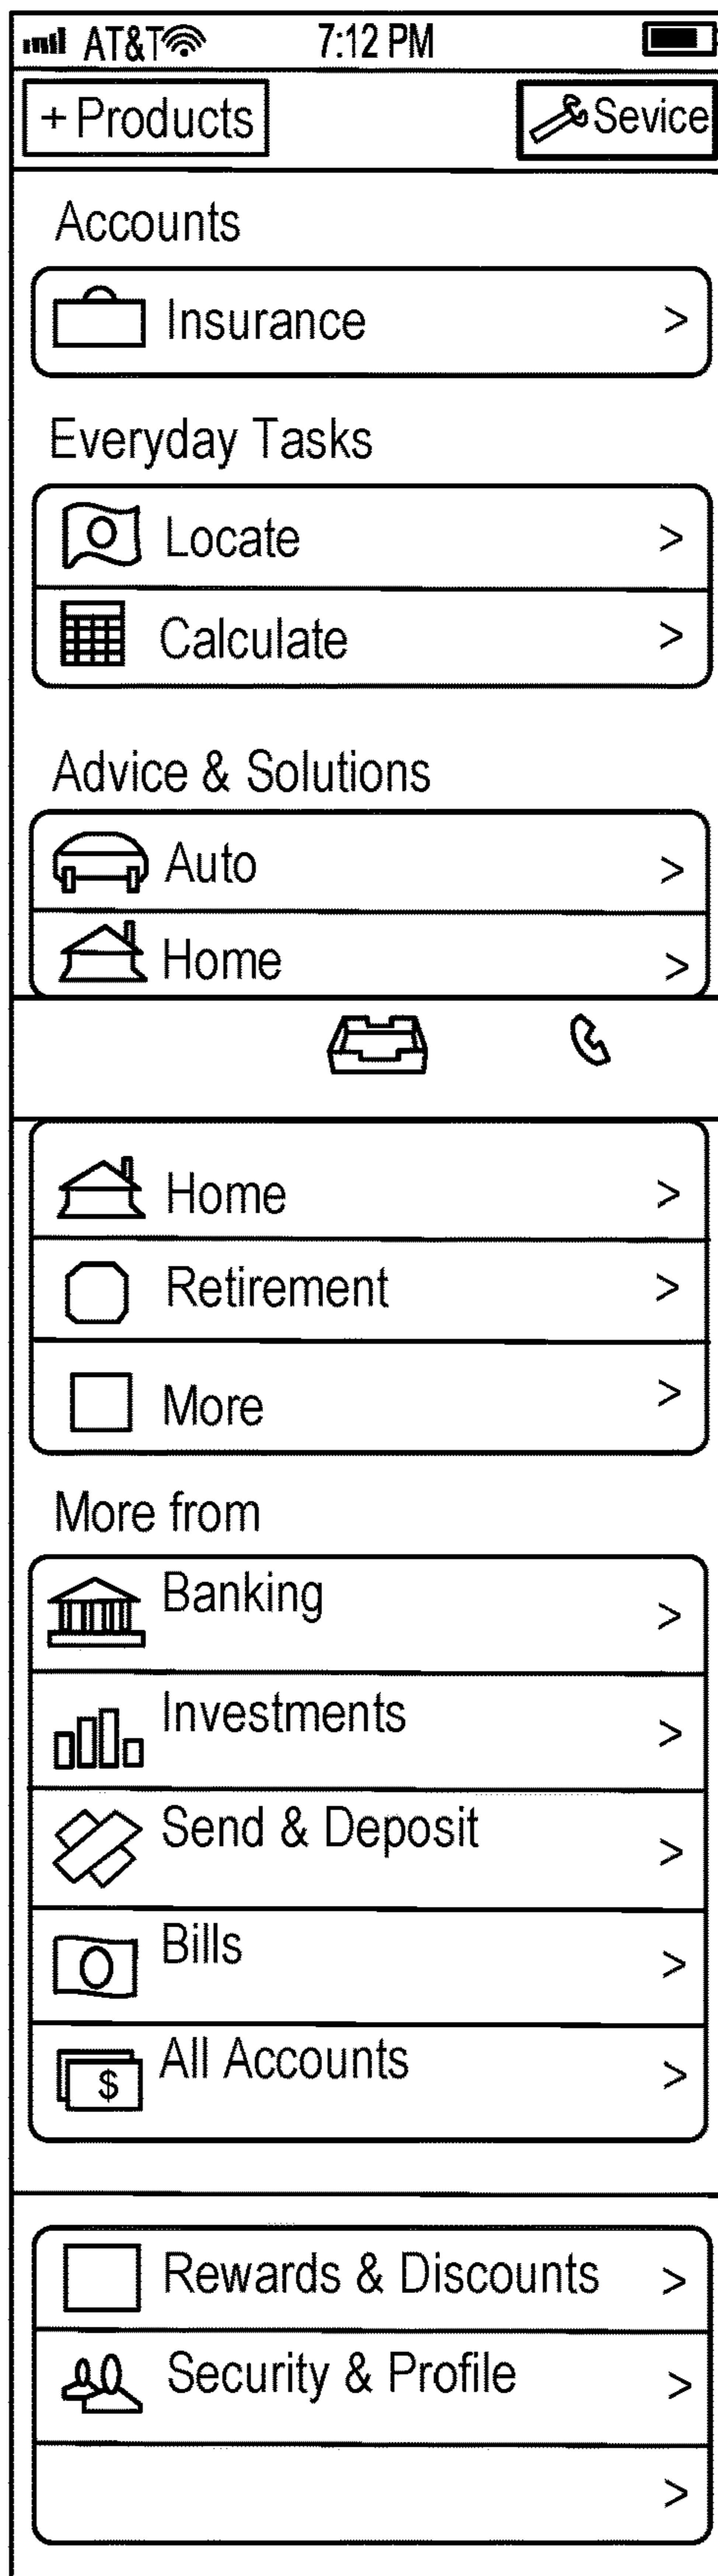 AT&T 7:12 PM
+ Products Sevice
Accounts
Insurance >
Everyday Tasks
Locate >
Calculate >
Advice & Solutions
Auto >
Home >
Home >
Retirement >
More >
More from
Banking >
Investments >
Send & Deposit >
Bills >
$ All Accounts >
Rewards & Discounts >
Security & Profile >
>